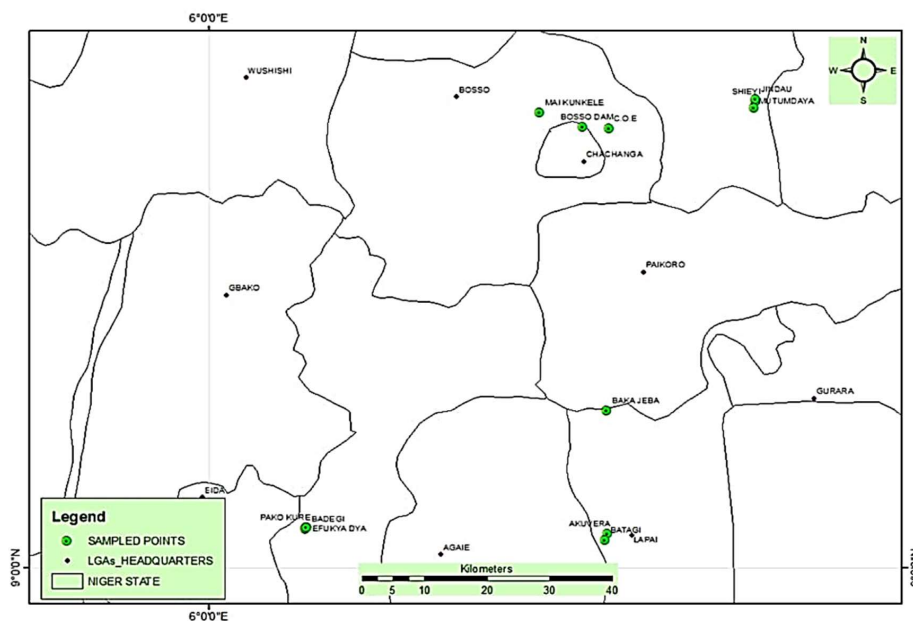 6°0'0"E
N
W E
S
WUSHISHI
BOSSO
MAIKUNKELE
BOSSO DAM C.O.E
CHACHANGA
SHIEYI JINDAU
MUTUMDAYA
PAIKORO
GBAKO
GURARA
BAKAJEBA
EIDA
PAKO KURE BADEGI
EFUKYA DYA
AGAIE
AKUVERA
BATAGI
LAPAI
Legend
SAMPLED POINTS
LGAs_HEADQUARTERS
NIGER STATE
Kilometers
0 5 10 20 30 40
9°0'0"N
6°0'0"E